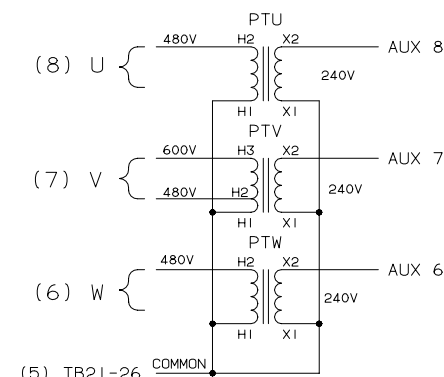 PTU
480V H2 X2 AUX 8
(8) U 240V
H1 X1
PTV
600V H3 X2 AUX 7
(7) V 240V
480V H2
H1 X1
PTW
480V H2 X2 AUX 6
(6) W 240V
H1 X1
(5) TB21-26 COMMON